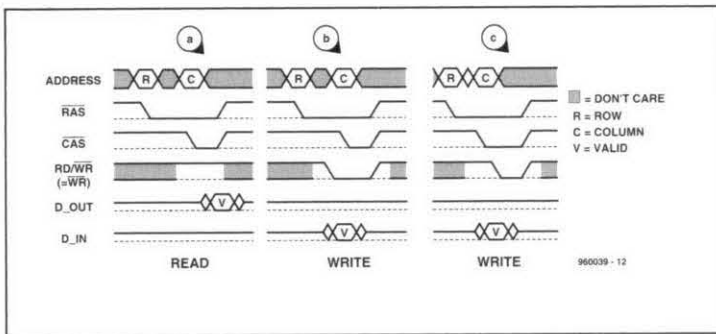 a b c
ADDRESS R C R C R C
RAS
CAS
RD/WR
(=WR)
D_OUT V
D_IN V V
READ WRITE WRITE
= DON'T CARE
R = ROW
C = COLUMN
V = VALID
960039 - 12